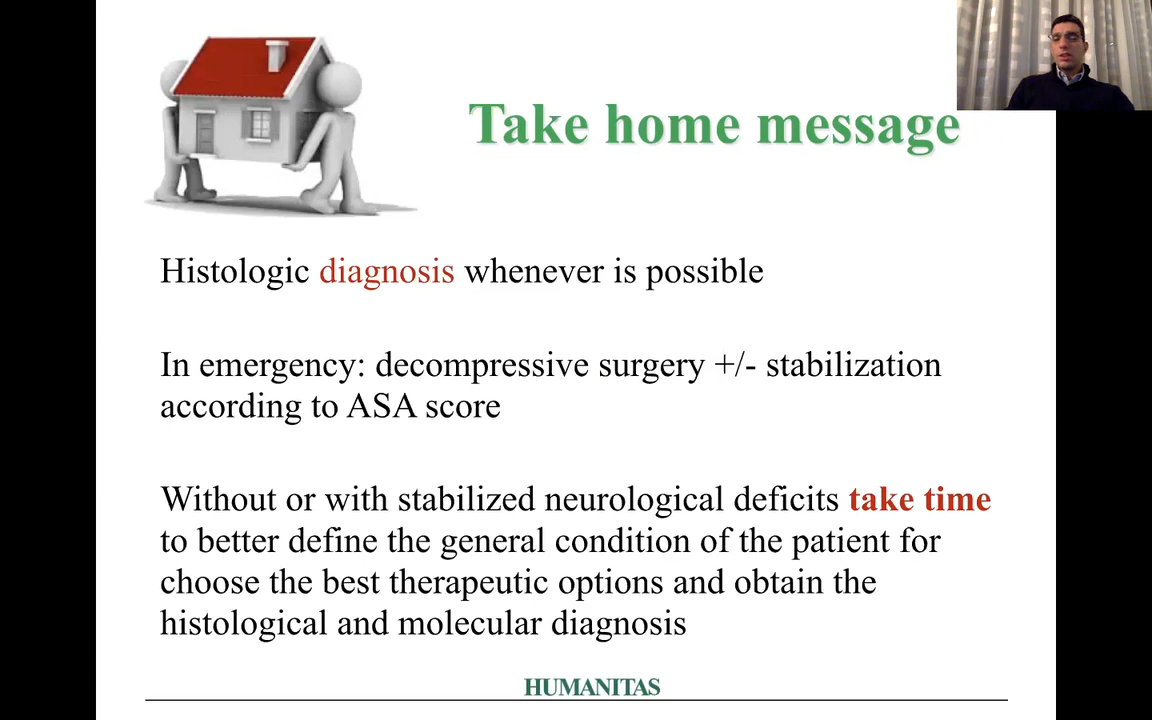 Take home message
Histologic diagnosis whenever is possible
In emergency: decompressive surgery +/- stabilization
according to ASA score
Without or with stabilized neurological deficits take time
to better define the general condition of the patient for
choose the best therapeutic options and obtain the
histological and molecular diagnosis
HUMANITAS